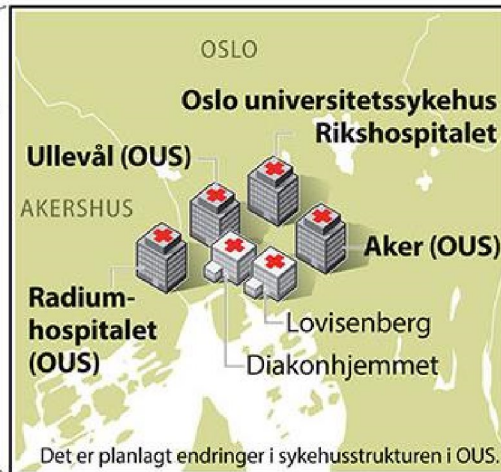 OSLO
Oslo universitetssykehus
Rikshospitalet
Ullevål (OUS)
AKERSHUS
Aker (OUS)
Radium-
hospitalet
(OUS)
Lovisenberg
Diakonhjemmet
Det er planlagt endringer i sykehusstrukturen i OUS.